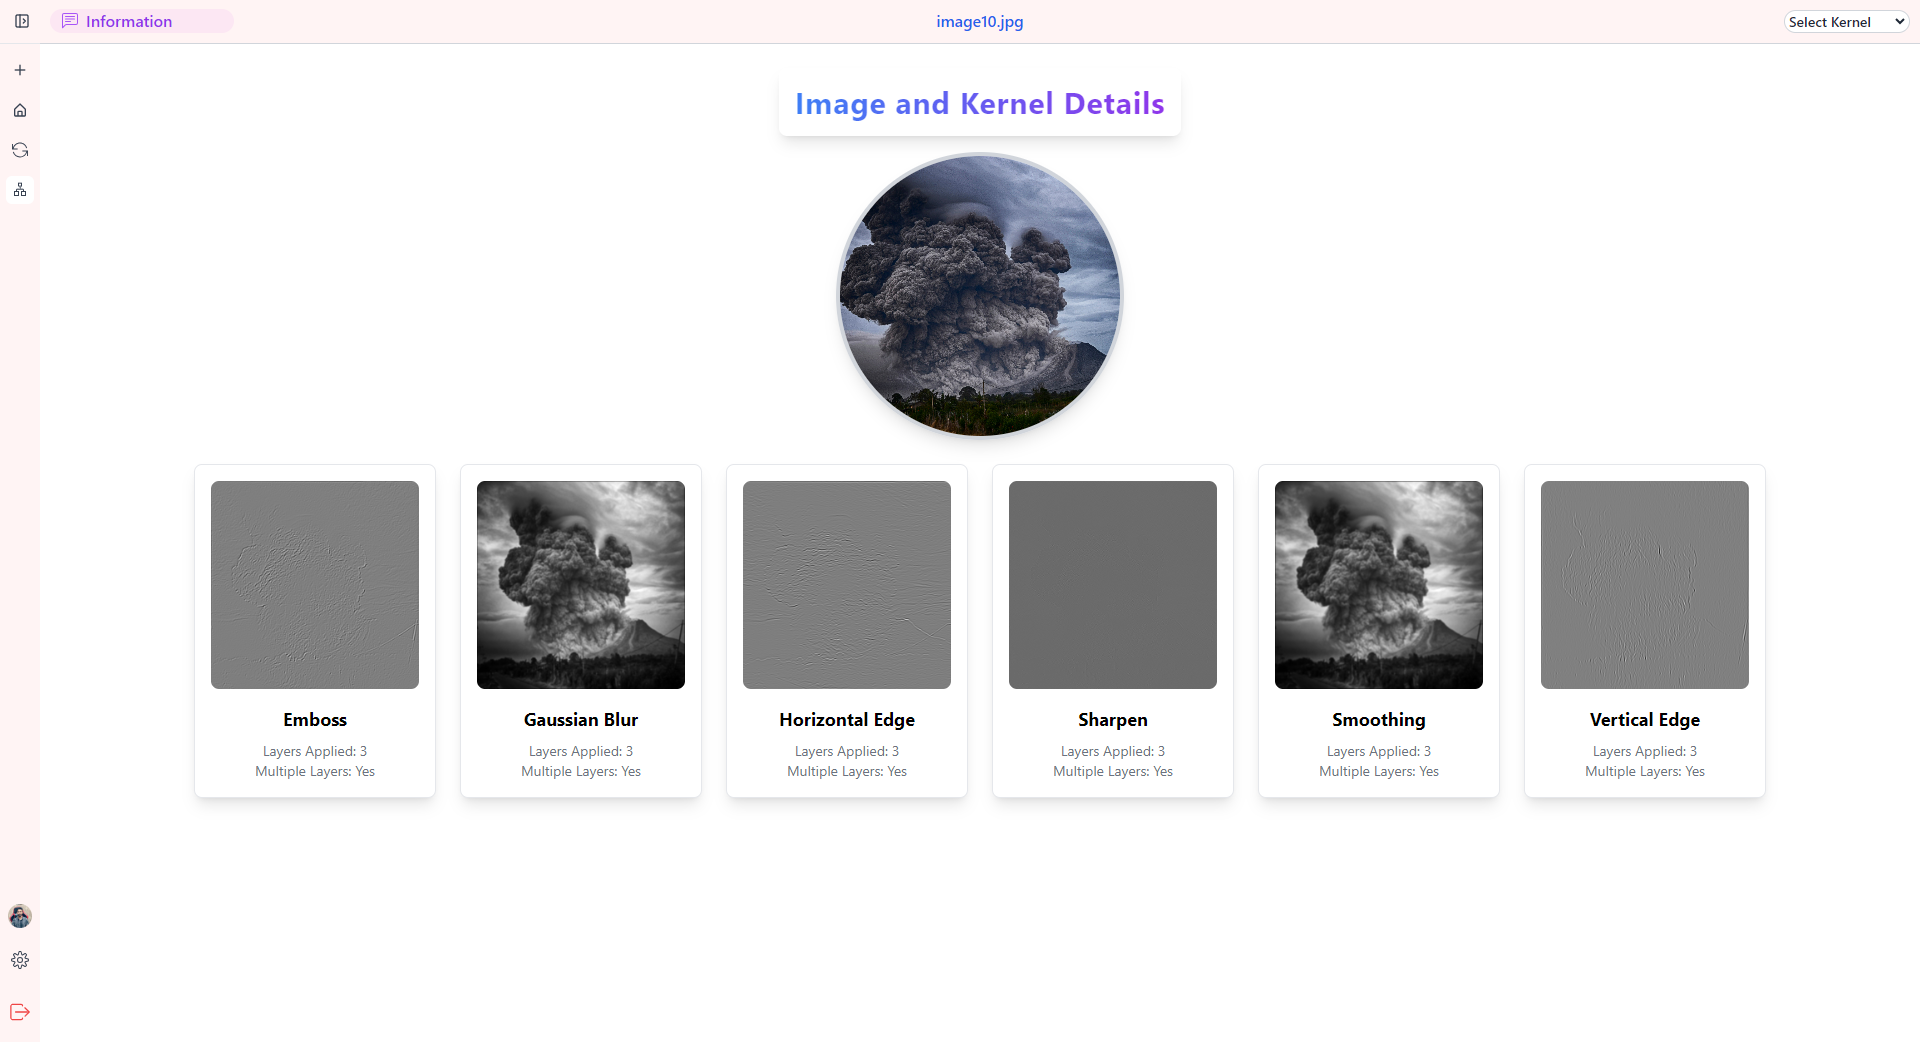 Information
image10.jpg
Select Kernel
Image and Kernel Details
Emboss
Layers Applied: 3
Multiple Layers: Yes
Gaussian Blur
Layers Applied: 3
Multiple Layers: Yes
Horizontal Edge
Layers Applied: 3
Multiple Layers: Yes
Sharpen
Layers Applied: 3
Multiple Layers: Yes
Smoothing
Layers Applied: 3
Multiple Layers: Yes
Vertical Edge
Layers Applied: 3
Multiple Layers: Yes